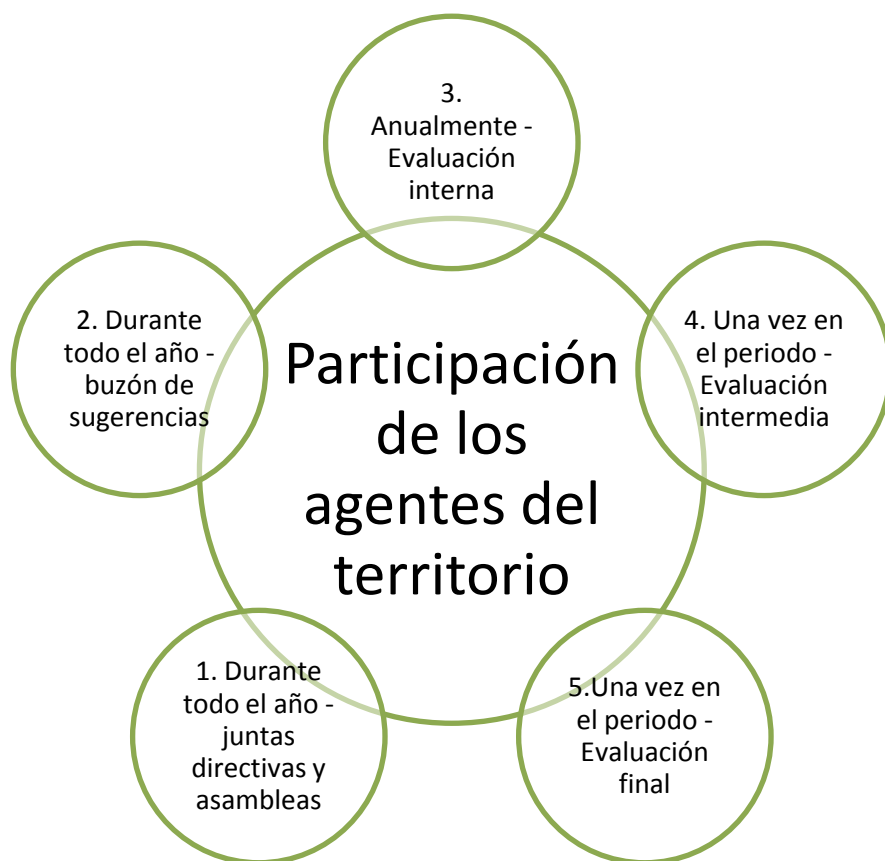 3.
Anualmente -
Evaluación
interna
2. Durante
todo el año -
buzón de
sugerencias
4. Una vez en
el periodo -
Evaluación
intermedia
Participación
de los
agentes del
territorio
1. Durante
todo el año -
juntas
directivas y
asambleas
5.Una vez en
el periodo -
Evaluación
final